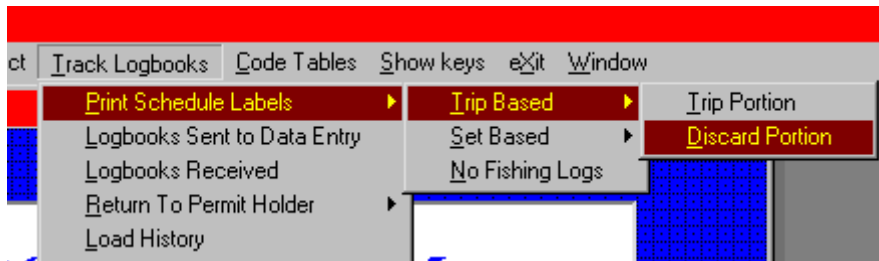 ct Track Logbooks Code Tables Show keys eXit Window
Print Schedule Labels Trip Based Trip Portion
Logbooks Sent to Data Entry Set Based Discard Portion
Logbooks Received No Fishing Logs
Return To Permit Holder
Load History